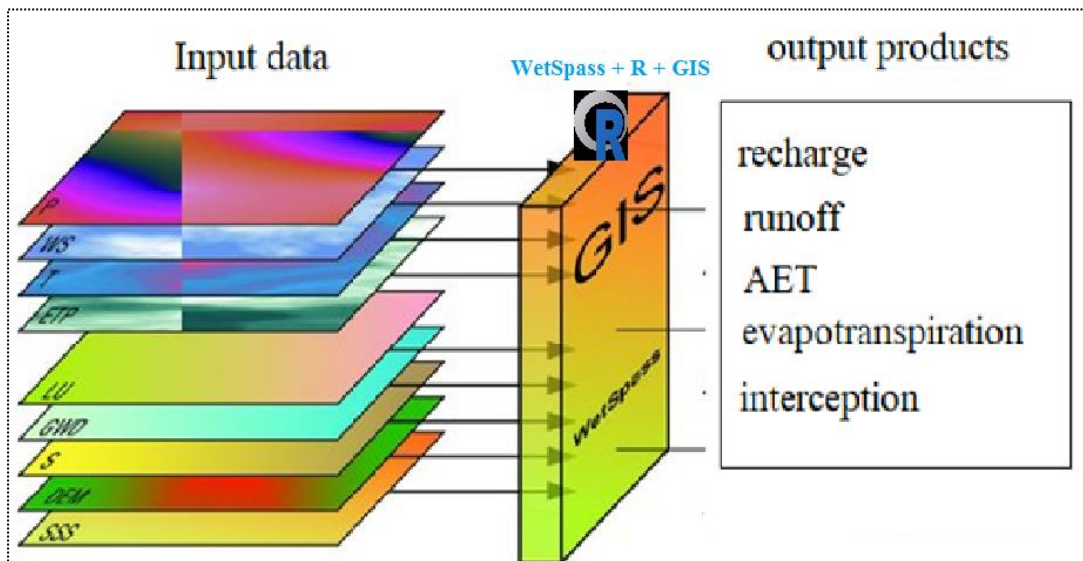 Input data
P
WS
T
ETP
LU
GWD
S
DEM
SSS
WetSpass + R + GIS
R
GIS
WetSpass
output products
recharge
runoff
AET
evapotranspiration
interception